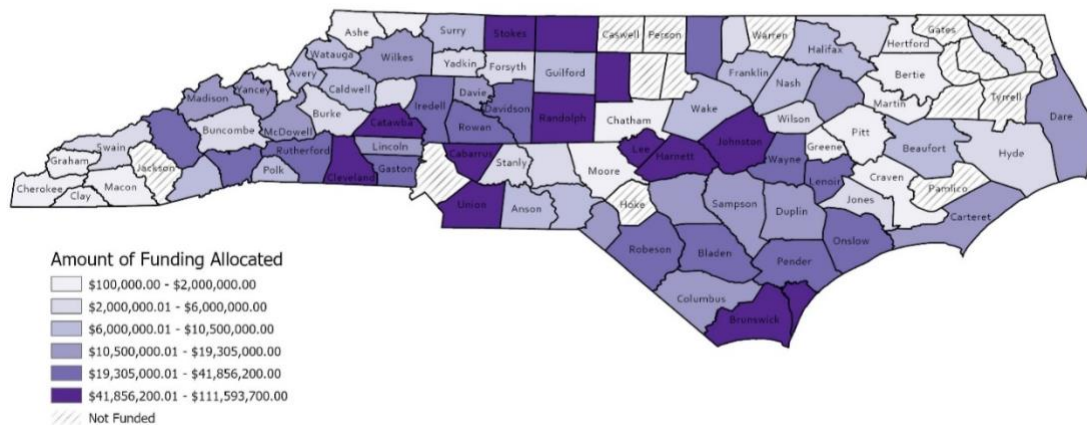 Ashe
Surry
Stokes
Caswell
Person
Warren
Gates
Hertford
Watauga
Wilkes
Yadkin
Forsyth
Guilford
Halifax
Bertie
Avery
Caldwell
Davie
Franklin
Nash
Martin
Tyrrell
Madison
Yancey
Iredell
Davidson
Wake
Dare
Burke
Buncombe
McDowell
Catawba
Rowan
Randolph
Chatham
Wilson
Pitt
Beaufort
Hyde
Swain
Rutherford
Lincoln
Lee
Johnston
Greene
Graham
Jackson
Polk
Cleveland
Gaston
Cabarrus
Stanly
Moore
Harnett
Wayne
Lenoir
Craven
Pamlico
Cherokee
Macon
Clay
Union
Anson
Hoke
Sampson
Duplin
Jones
Carteret
Robeson
Bladen
Onslow
Pender
Columbus
Brunswick
Amount of Funding Allocated
$100,000.00 - $2,000,000.00
$2,000,000.01 - $6,000,000.00
$6,000,000.01 - $10,500,000.00
$10,500,000.01 - $19,305,000.00
$19,305,000.01 - $41,856,200.00
$41,856,200.01 - $111,593,700.00
Not Funded